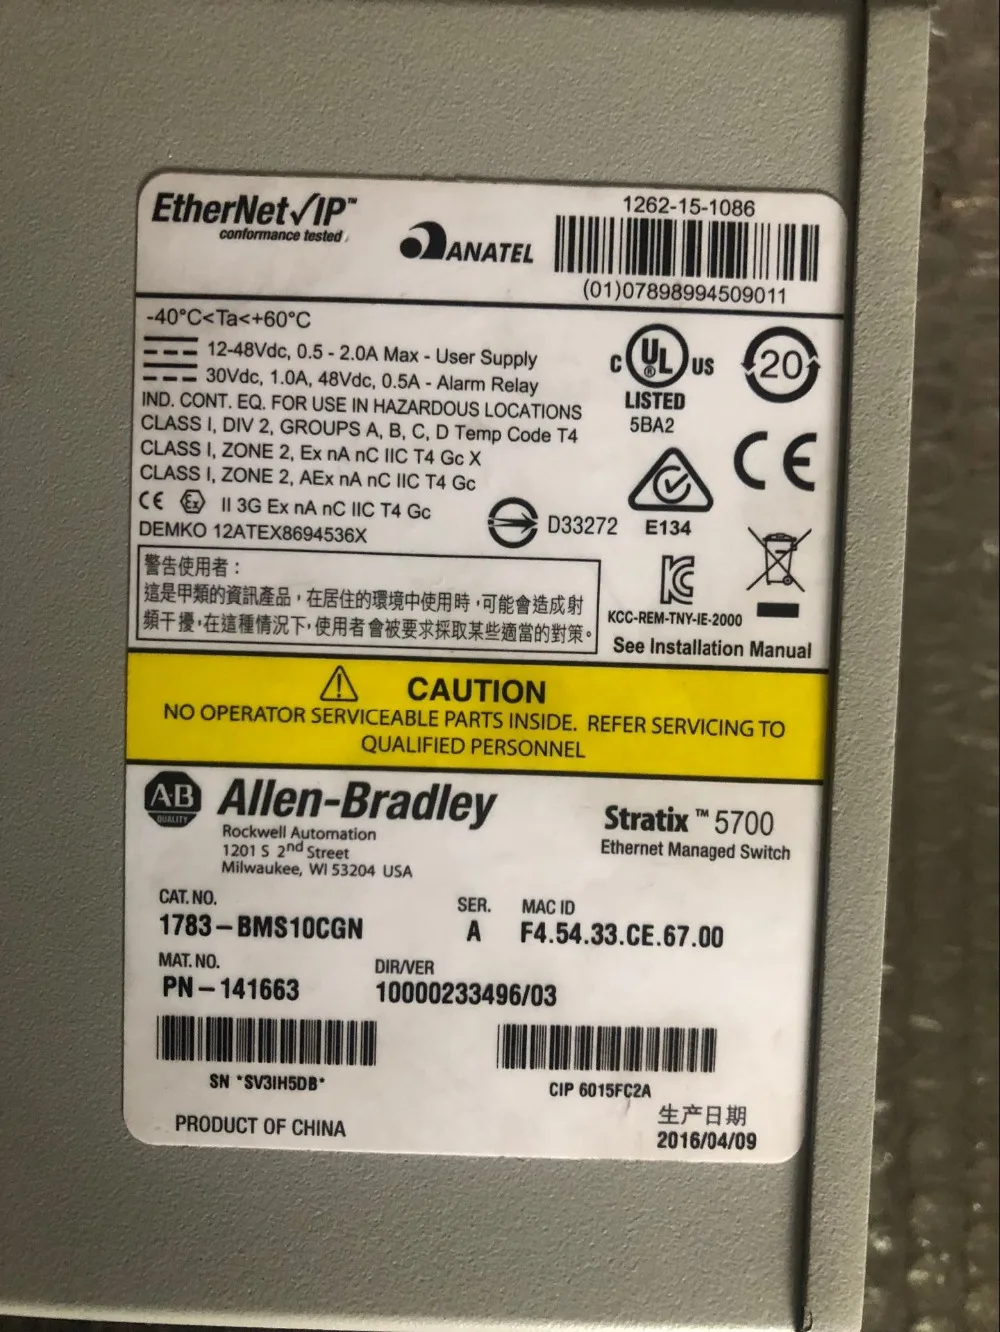 EtherNet/IP™
conformance tested
ANATEL
1262-15-1086
(01)07898994509011
-40°C<Ta<+60°C
12-48Vdc, 0.5 - 2.0A Max - User Supply
30Vdc, 1.0A, 48Vdc, 0.5A - Alarm Relay
IND. CONT. EQ. FOR USE IN HAZARDOUS LOCATIONS
CLASS I, DIV 2, GROUPS A, B, C, D Temp Code T4
CLASS I, ZONE 2, Ex nA nC IIC T4 Gc X
CLASS I, ZONE 2, AEx nA nC IIC T4 Gc
CE Ex II 3G Ex nA nC IIC T4 Gc
DEMKO 12ATEX8694536X
C UL ® US
LISTED
5BA2
20
CE
D33272
E134
KC
KCC-REM-TNY-IE-2000
See Installation Manual
警告使用者：
這是甲類的資訊產品，在居住的環境中使用時，可能會造成射
頻干擾，在這種情況下，使用者會被要求採取某些適當的對策。
CAUTION
NO OPERATOR SERVICEABLE PARTS INSIDE. REFER SERVICING TO
QUALIFIED PERSONNEL
AB
QUALITY
Allen-Bradley
Rockwell Automation
1201 S 2nd Street
Milwaukee, WI 53204 USA
Stratix™ 5700
Ethernet Managed Switch
CAT. NO. SER. MAC ID
1783-BMS10CGN A F4.54.33.CE.67.00
MAT. NO. DIR/VER
PN-141663 10000233496/03
SN *SV3IH5DB*
CIP 6015FC2A
PRODUCT OF CHINA
生产日期
2016/04/09